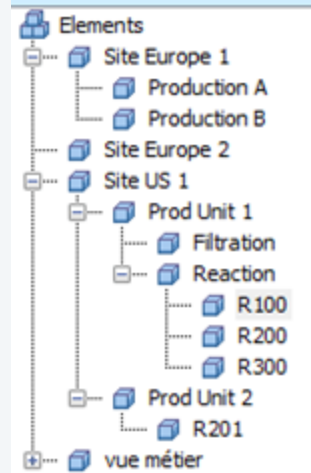 Elements
Site Europe 1
Production A
Production B
Site Europe 2
Site US 1
Prod Unit 1
Filtration
Reaction
R100
R200
R300
Prod Unit 2
R201
vue métier